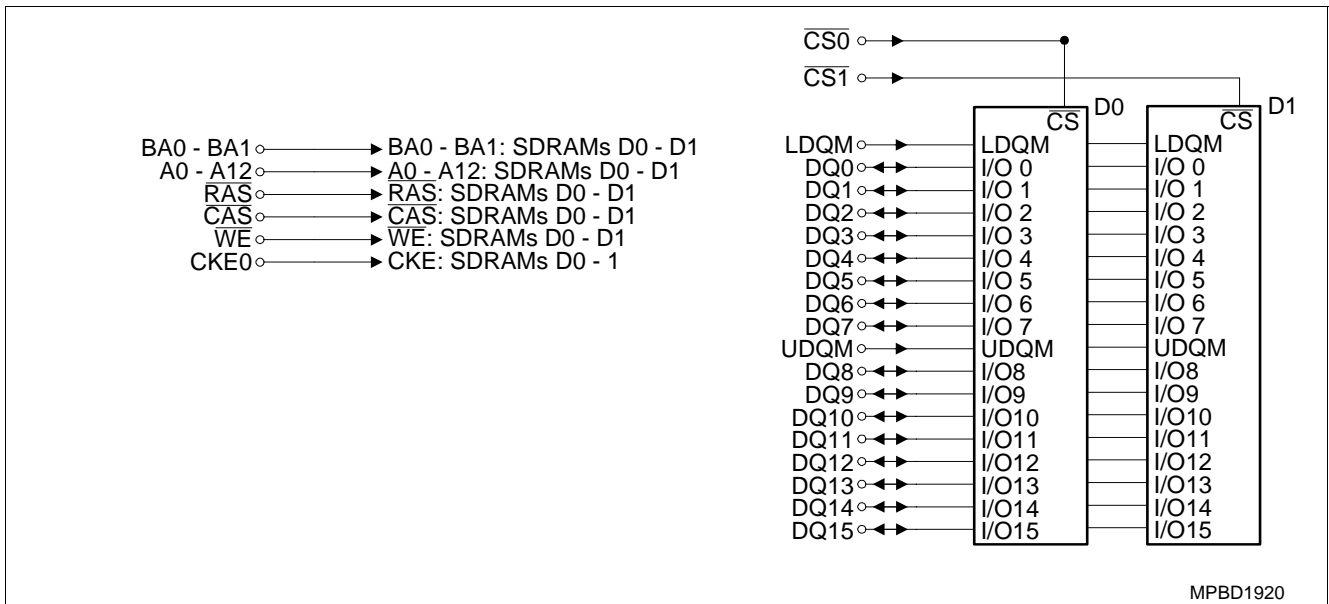 CS0
CS1
D0
D1
CS
CS
BA0 - BA1
BA0 - BA1: SDRAMs D0 - D1
A0 - A12
A0 - A12: SDRAMs D0 - D1
RAS
RAS: SDRAMs D0 - D1
CAS
CAS: SDRAMs D0 - D1
WE
WE: SDRAMs D0 - D1
CKE0
CKE: SDRAMs D0 - 1
LDQM LDQM LDQM
DQ0 I/O 0 I/O 0
DQ1 I/O 1 I/O 1
DQ2 I/O 2 I/O 2
DQ3 I/O 3 I/O 3
DQ4 I/O 4 I/O 4
DQ5 I/O 5 I/O 5
DQ6 I/O 6 I/O 6
DQ7 I/O 7 I/O 7
UDQM UDQM UDQM
DQ8 I/O8 I/O8
DQ9 I/O9 I/O9
DQ10 I/O10 I/O10
DQ11 I/O11 I/O11
DQ12 I/O12 I/O12
DQ13 I/O13 I/O13
DQ14 I/O14 I/O14
DQ15 I/O15 I/O15
MPBD1920